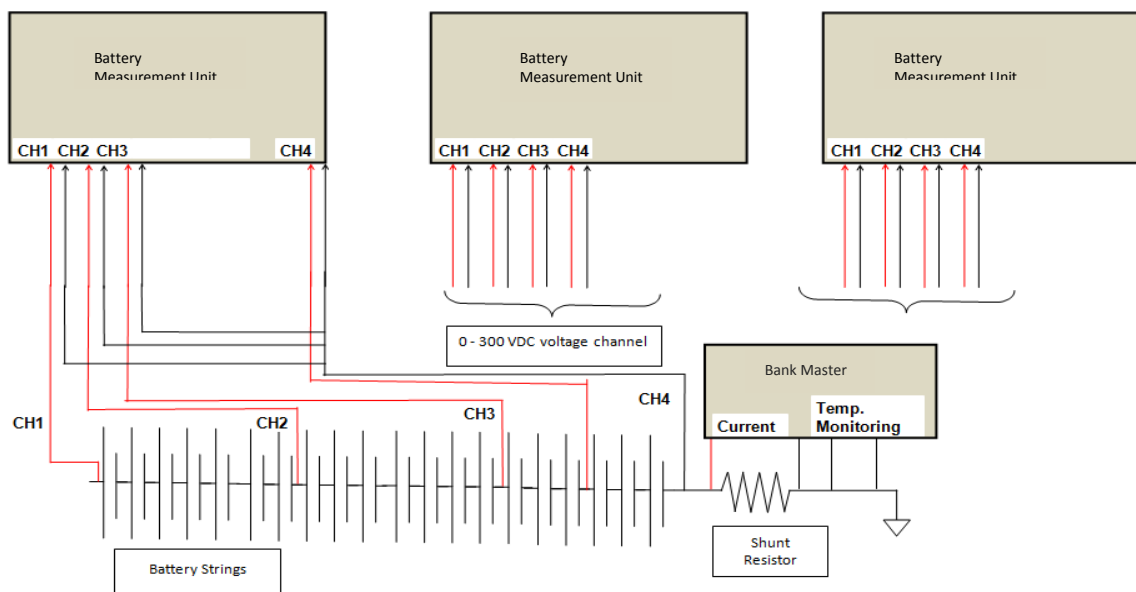 Battery
Measurement Unit
CH1 CH2 CH3
CH4
Battery
Measurement Unit
CH1 CH2 CH3 CH4
Battery
Measurement Unit
CH1 CH2 CH3 CH4
0 - 300 VDC voltage channel
Bank Master
Current
Temp.
Monitoring
CH1
CH2
CH3
CH4
Shunt
Resistor
Battery Strings